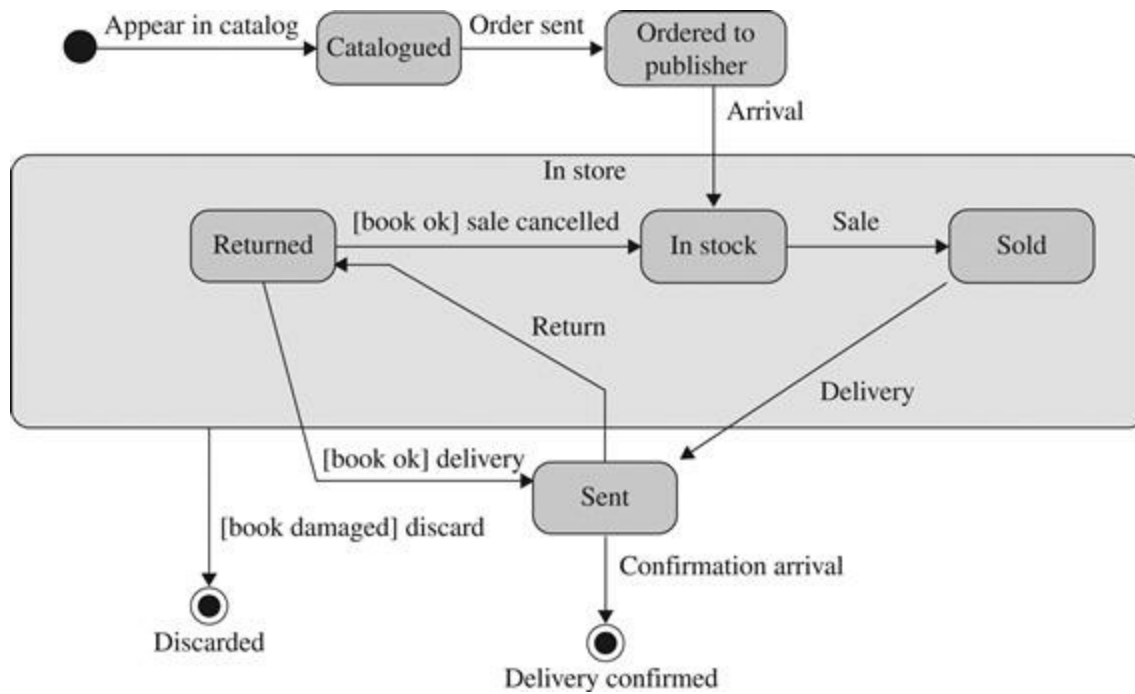 Appear in catalog
Catalogued
Order sent
Ordered to
publisher
Arrival
In store
Returned
[book ok] sale cancelled
In stock
Sale
Sold
Return
Delivery
[book ok] delivery
Sent
[book damaged] discard
Confirmation arrival
Discarded
Delivery confirmed